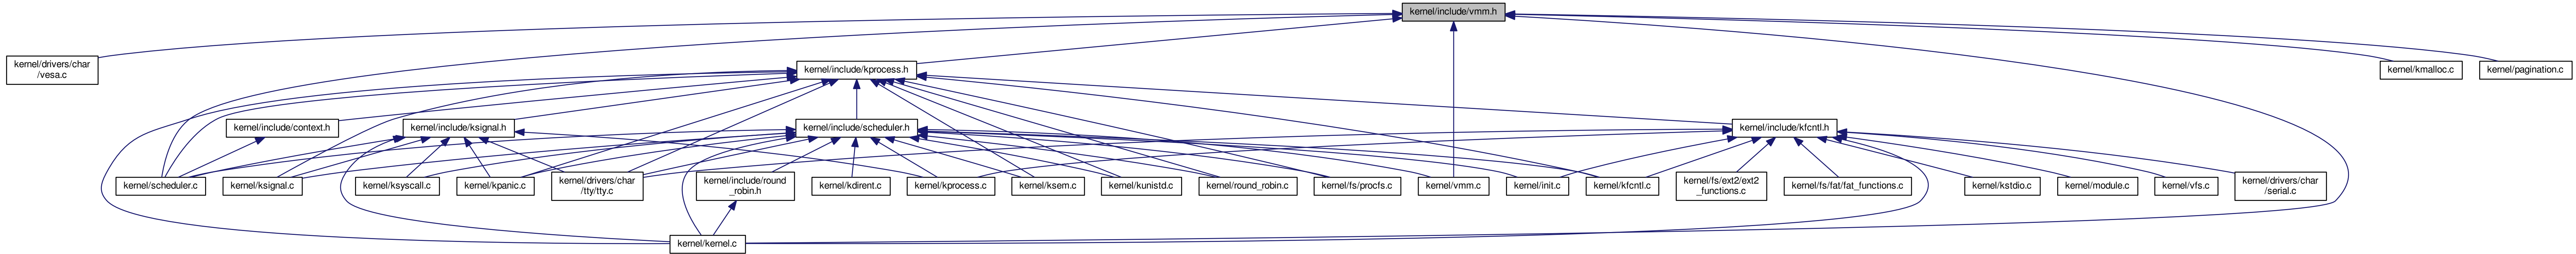 kernel/include/vmm.h
kernel/drivers/char
/vesa.c
kernel/include/kprocess.h
kernel/kmalloc.c
kernel/pagination.c
kernel/include/context.h
kernel/include/ksignal.h
kernel/include/scheduler.h
kernel/include/kfcntl.h
kernel/scheduler.c
kernel/ksignal.c
kernel/ksyscall.c
kernel/kpanic.c
kernel/drivers/char
/tty/tty.c
kernel/include/round
_robin.h
kernel/kdirent.c
kernel/kprocess.c
kernel/ksem.c
kernel/kunistd.c
kernel/round_robin.c
kernel/fs/procfs.c
kernel/vmm.c
kernel/init.c
kernel/kfcntl.c
kernel/fs/ext2/ext2
_functions.c
kernel/fs/fat/fat_functions.c
kernel/kstdio.c
kernel/module.c
kernel/vfs.c
kernel/drivers/char
/serial.c
kernel/kernel.c